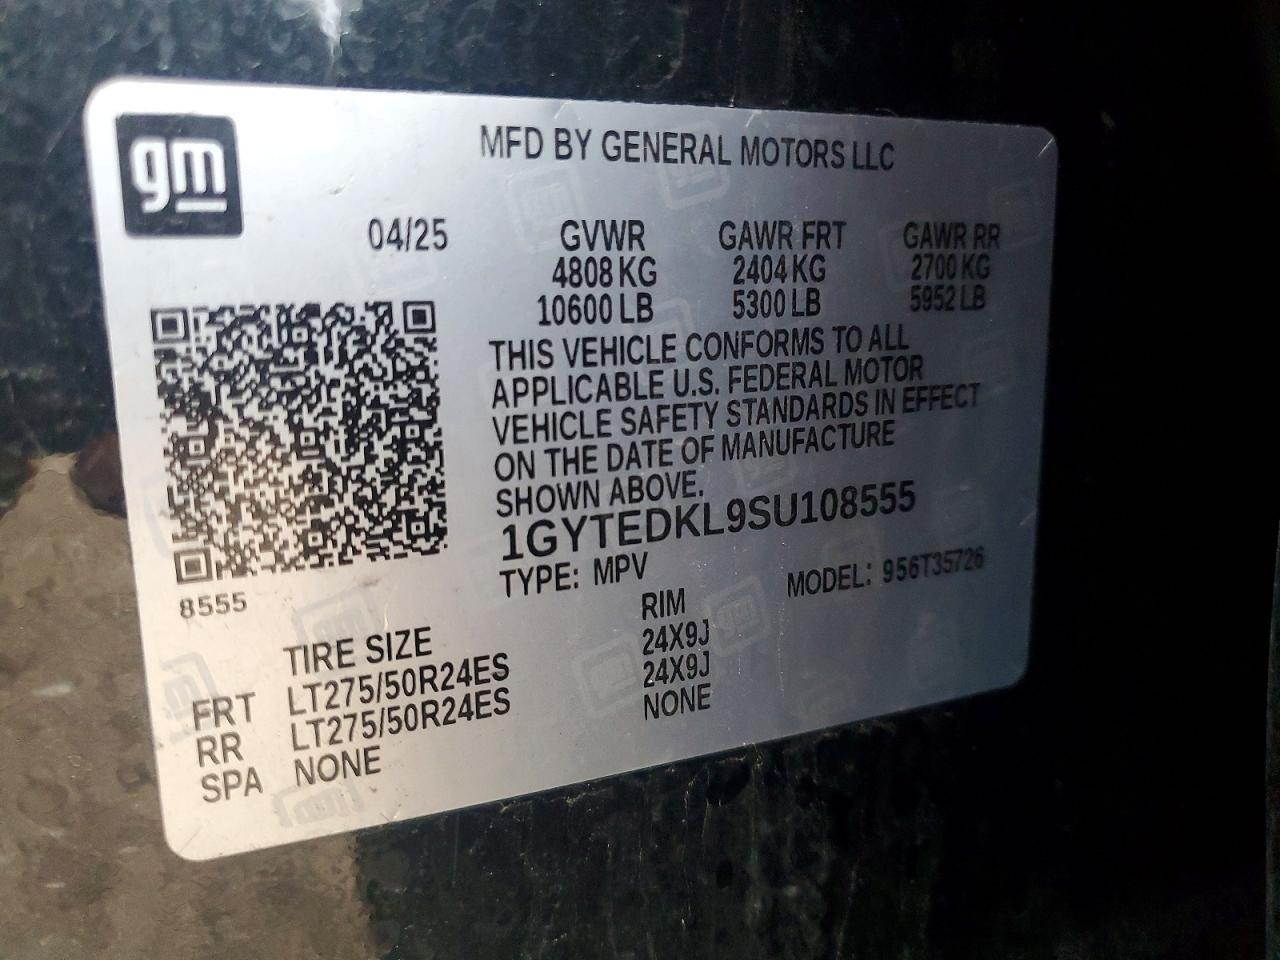 gm
MFD BY GENERAL MOTORS LLC
04/25 GVWR GAWR FRT GAWR RR
4808 KG 2404 KG 2700 KG
10600 LB 5300 LB 5952 LB
THIS VEHICLE CONFORMS TO ALL
APPLICABLE U.S. FEDERAL MOTOR
VEHICLE SAFETY STANDARDS IN EFFECT
ON THE DATE OF MANUFACTURE
SHOWN ABOVE.
1GYTEDKL9SU108555
TYPE: MPV MODEL: 956T35726
8555
TIRE SIZE RIM
FRT LT275/50R24ES 24X9J
RR LT275/50R24ES 24X9J
SPA NONE NONE